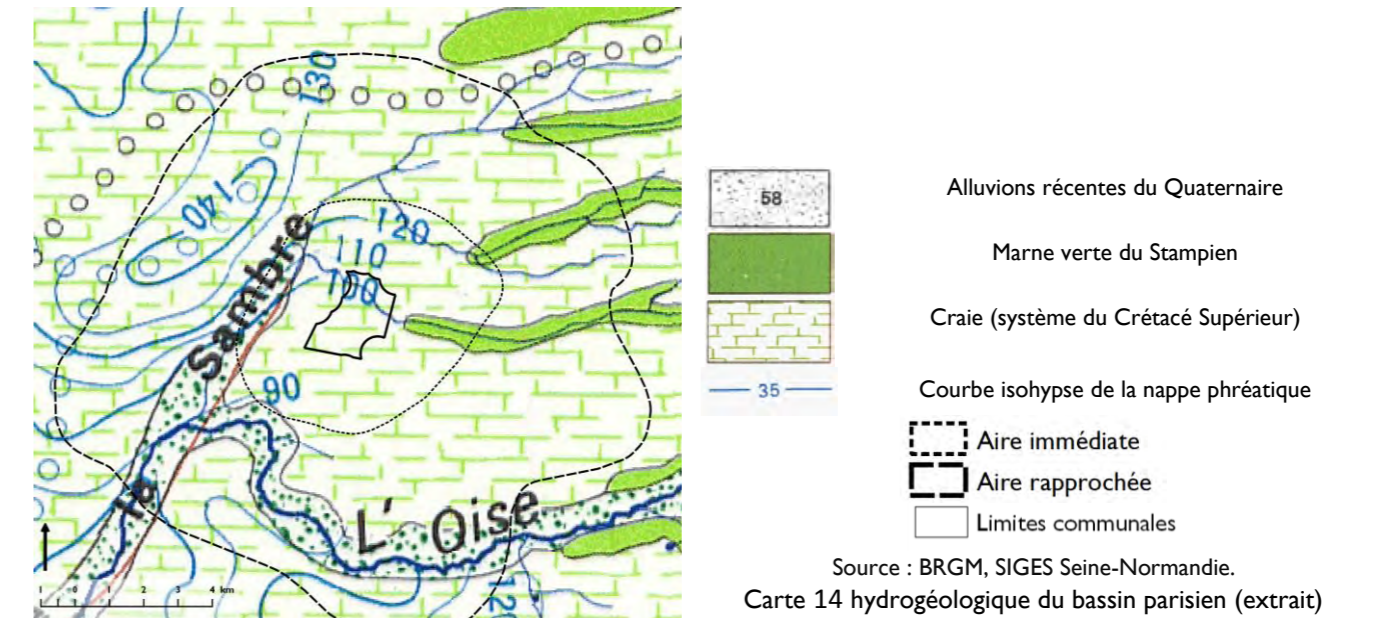 130
140
120
110
100
Sambre
90
la
L'Oise
120
0 1 2 3 4 km
58
Alluvions récentes du Quaternaire
Marne verte du Stampien
Craie (système du Crétacé Supérieur)
35
Courbe isohypse de la nappe phréatique
Aire immédiate
Aire rapprochée
Limites communales
Source : BRGM, SIGES Seine-Normandie.
Carte 14 hydrogéologique du bassin parisien (extrait)